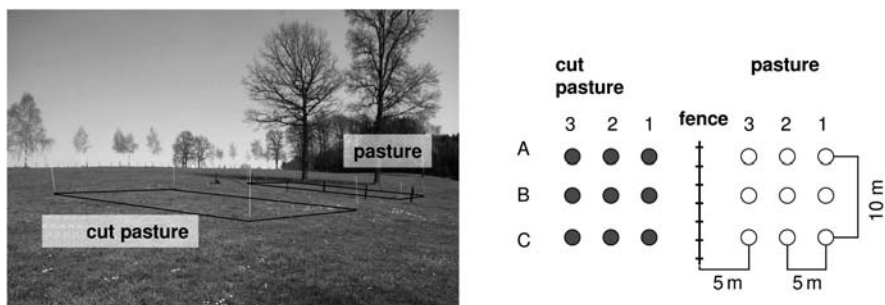 pasture
cut pasture
cut
pasture
pasture
3 2 1 fence 3 2 1
A
B
C
10 m
5 m 5 m